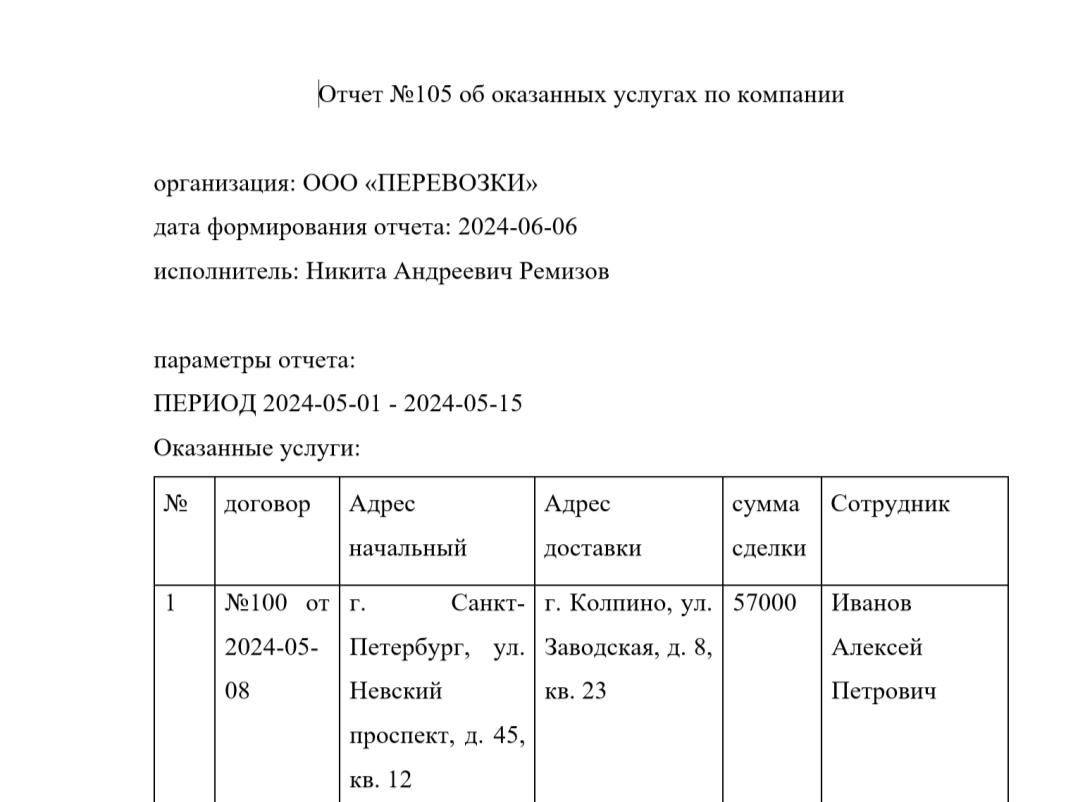 Отчет №105 об оказанных услугах по компании
организация: ООО «ПЕРЕВОЗКИ»
дата формирования отчета: 2024-06-06
исполнитель: Никита Андреевич Ремизов
параметры отчета:
ПЕРИОД 2024-05-01 - 2024-05-15
Оказанные услуги:
№
договор
Адрес
начальный
Адрес
доставки
сумма
сделки
Сотрудник
1
№100 от
2024-05-
08
г. Санкт-
Петербург, ул.
Невский
проспект, д. 45,
кв. 12
г. Колпино, ул.
Заводская, д. 8,
кв. 23
57000
Иванов
Алексей
Петрович